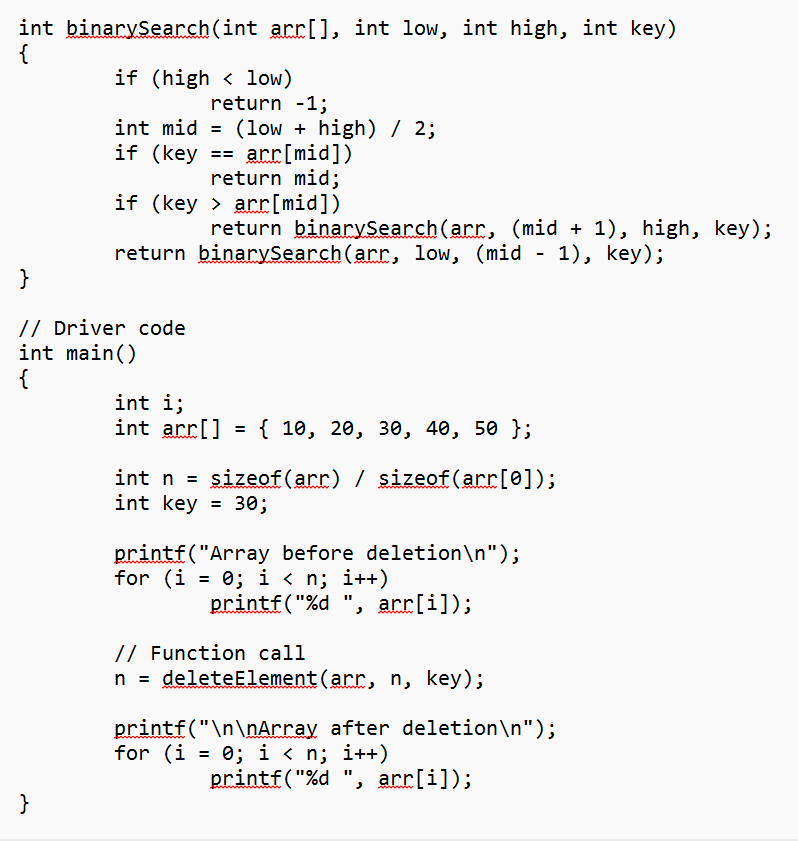 int binarySearch(int arr[], int low, int high, int key)
{
if (high < low)
return -1;
int mid = (low + high) / 2;
if (key == arr[mid])
return mid;
if (key > arr[mid])
return binarySearch(arr, (mid + 1), high, key);
return binarySearch(arr, low, (mid - 1), key);
}
// Driver code
int main()
{
int i;
int arr[] = { 10, 20, 30, 40, 50 };
int n = sizeof(arr) / sizeof(arr[0]);
int key = 30;
printf("Array before deletion\n");
for (i = 0; i < n; i++)
printf("%d ", arr[i]);
// Function call
n = deleteElement(arr, n, key);
printf("\n\nArray after deletion\n");
for (i = 0; i < n; i++)
printf("%d ", arr[i]);
}